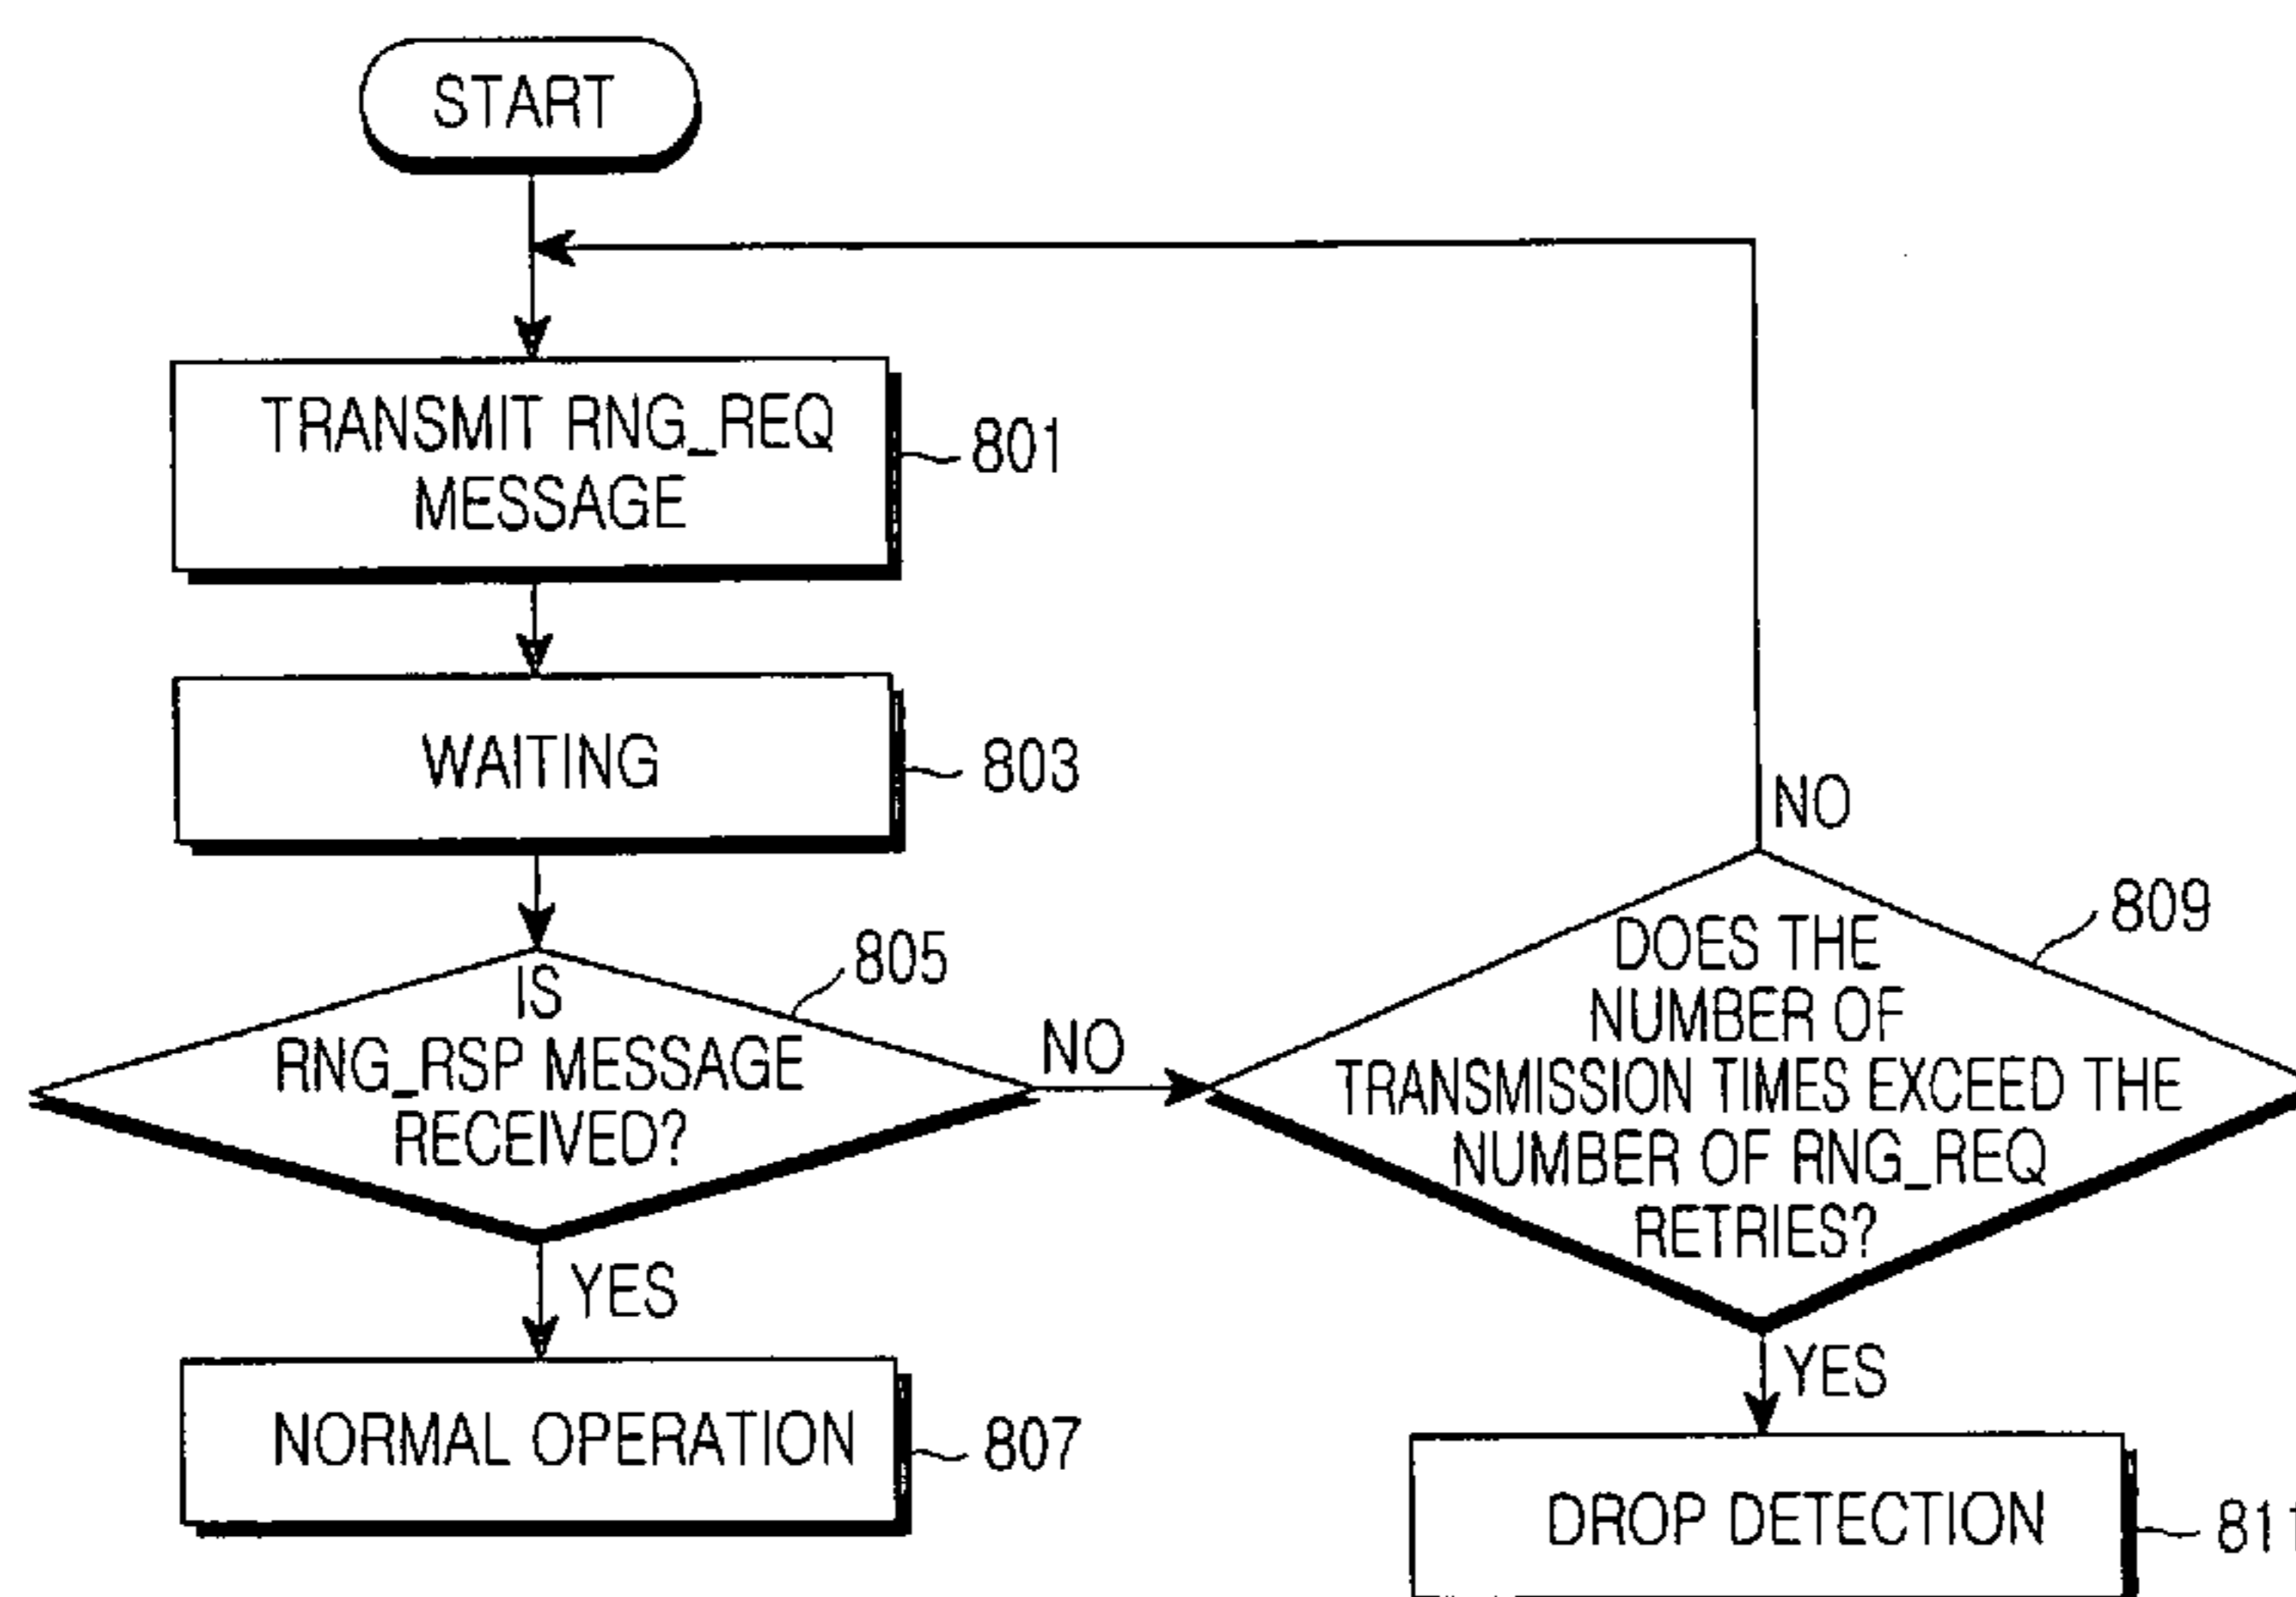 START
TRANSMIT RNG_REQ
MESSAGE
801
WAITING
803
IS
RNG_RSP MESSAGE
RECEIVED?
805
NO
YES
NORMAL OPERATION
807
NO
DOES THE
NUMBER OF
TRANSMISSION TIMES EXCEED THE
NUMBER OF RNG_REQ
RETRIES?
809
YES
DROP DETECTION
811